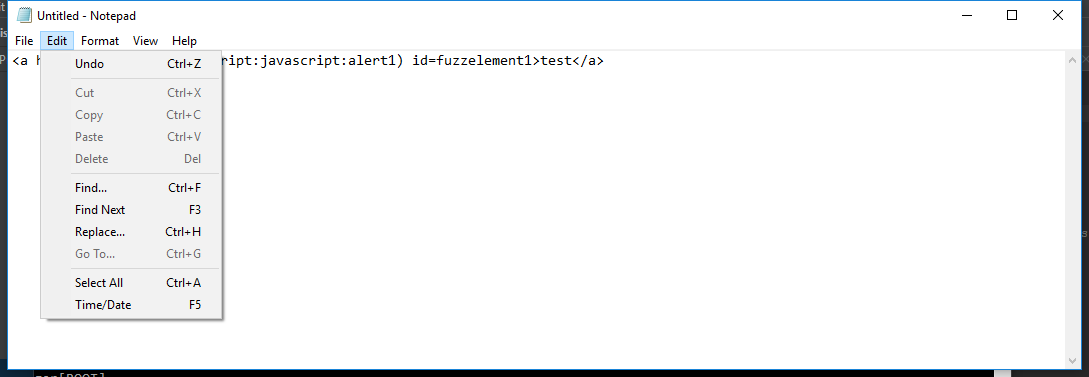 Untitled - Notepad
File Edit Format View Help
<a h ript:javascript:alert1) id=fuzzelement1>test</a>
Undo Ctrl+Z
Cut Ctrl+X
Copy Ctrl+C
Paste Ctrl+V
Delete Del
Find... Ctrl+F
Find Next F3
Replace... Ctrl+H
Go To... Ctrl+G
Select All Ctrl+A
Time/Date F5